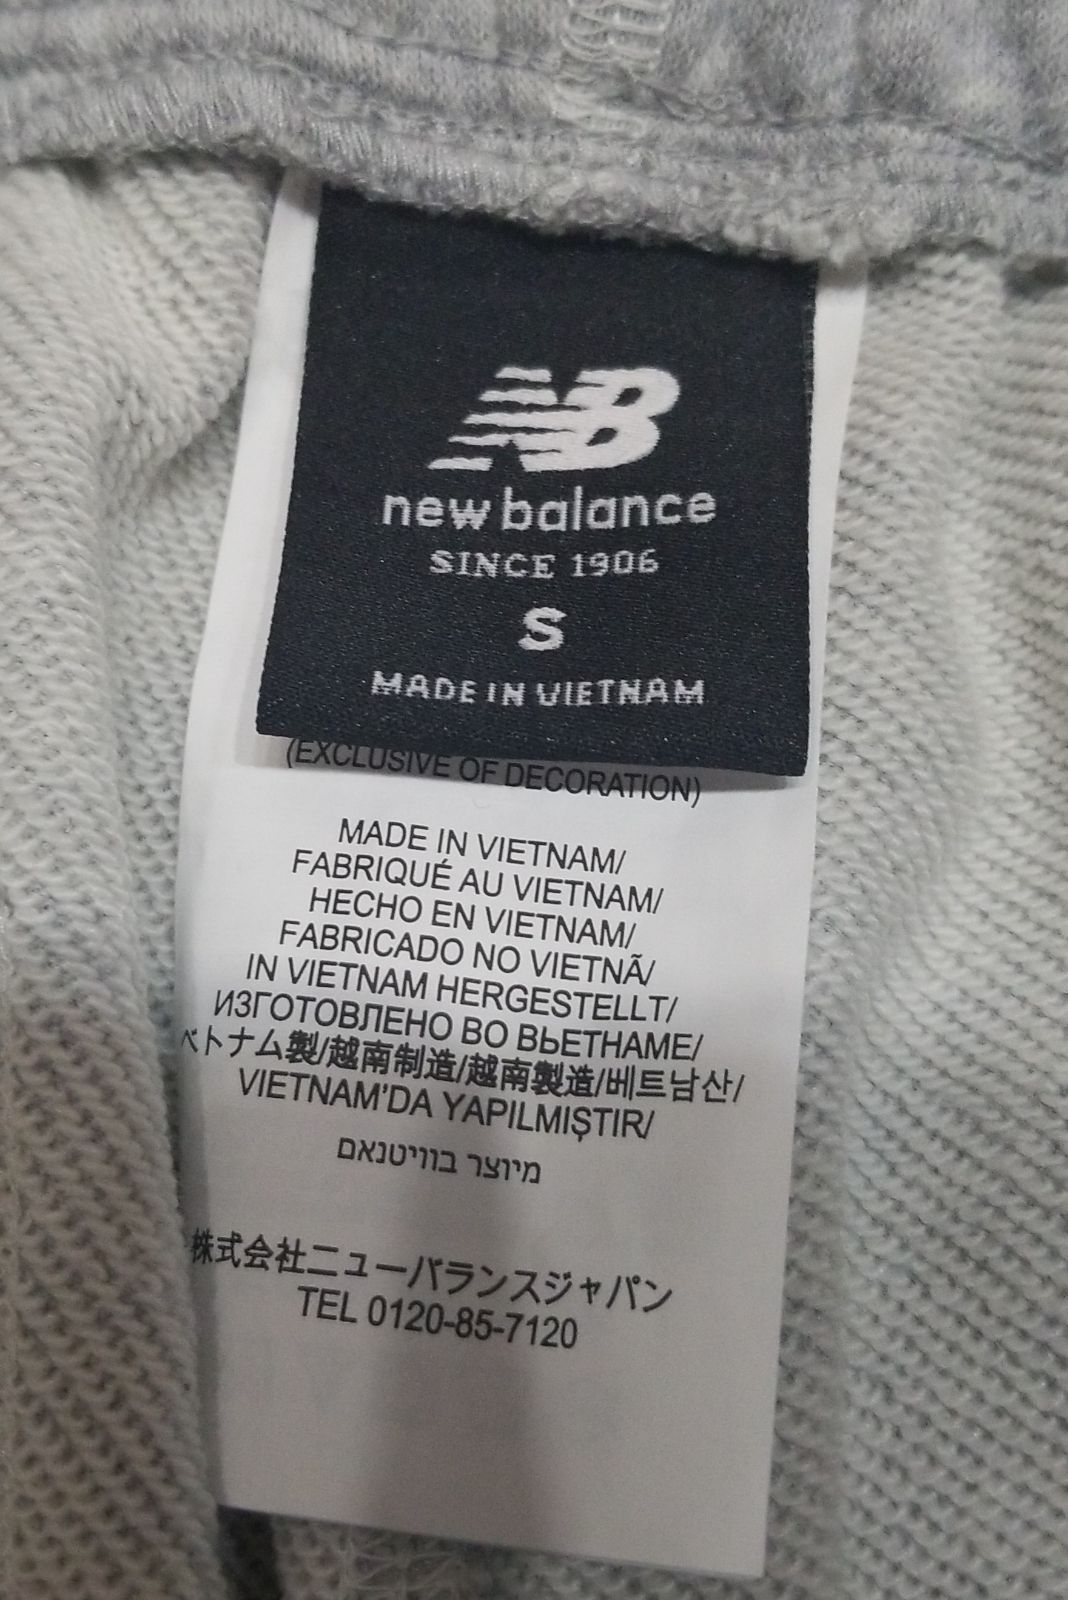 NB
new balance
SINCE 1906
S
MADE IN VIETNAM
(EXCLUSIVE OF DECORATION)
MADE IN VIETNAM/
FABRIQUÉ AU VIETNAM/
HECHO EN VIETNAM/
FABRICADO NO VIETNÃ/
IN VIETNAM HERGESTELLT/
ИЗГОТОВЛЕНО ВО ВЬЕТНАМЕ/
ベトナム製/越南制造/越南製造/베트남산/
VIETNAM'DA YAPILMIŞTIR/
מיוצר בווייטנאם
株式会社ニューバランスジャパン
TEL 0120-85-7120